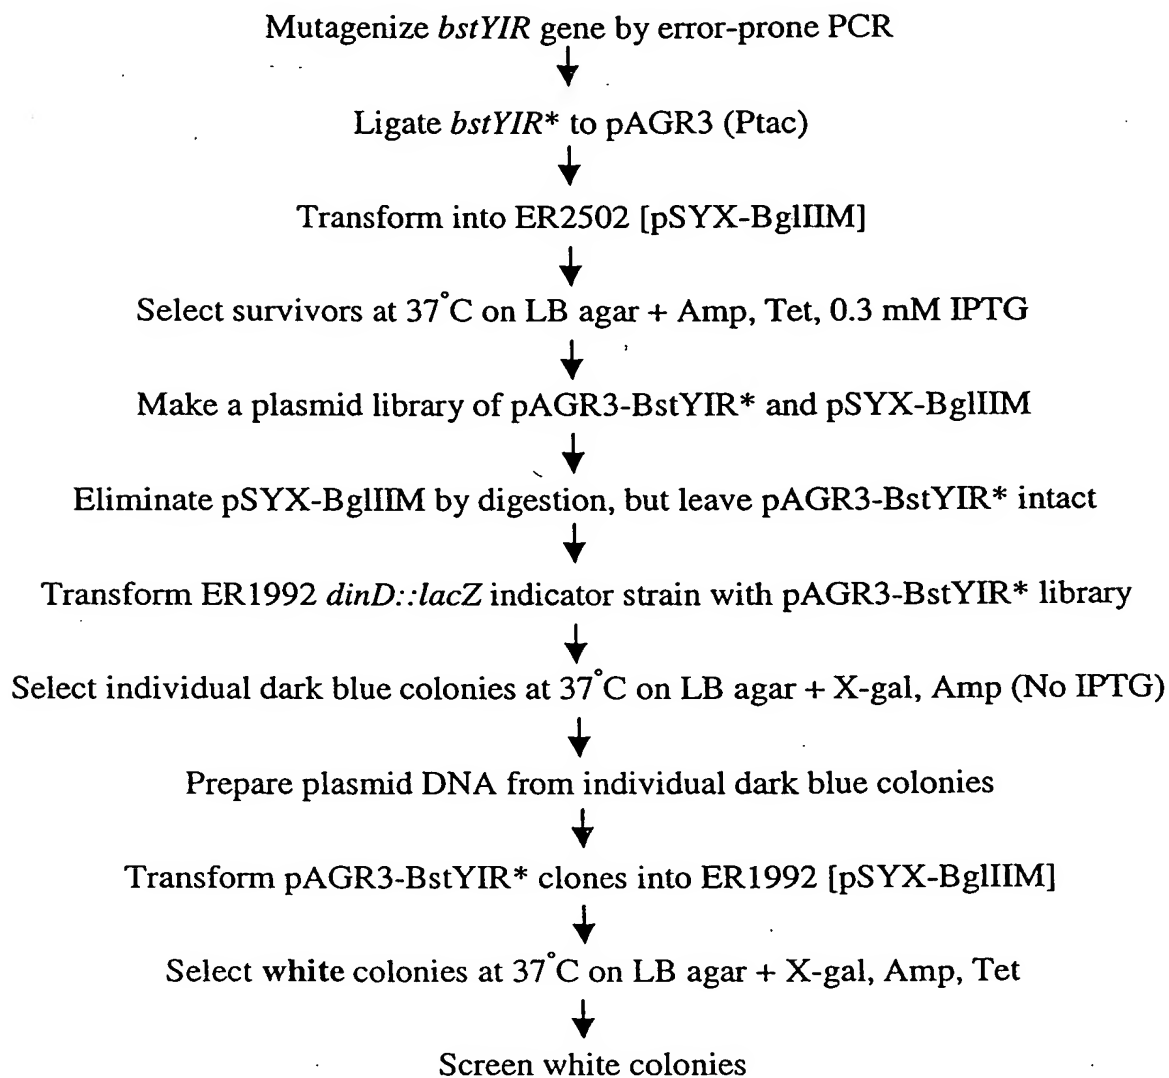 Mutagenize bstYIR gene by error-prone PCR
Ligate bstYIR* to pAGR3 (Ptac)
Transform into ER2502 [pSYX-BglIIM]
Select survivors at 37°C on LB agar + Amp, Tet, 0.3 mM IPTG
Make a plasmid library of pAGR3-BstYIR* and pSYX-BglIIM
Eliminate pSYX-BglIIM by digestion, but leave pAGR3-BstYIR* intact
Transform ER1992 dinD::lacZ indicator strain with pAGR3-BstYIR* library
Select individual dark blue colonies at 37°C on LB agar + X-gal, Amp (No IPTG)
Prepare plasmid DNA from individual dark blue colonies
Transform pAGR3-BstYIR* clones into ER1992 [pSYX-BglIIM]
Select white colonies at 37°C on LB agar + X-gal, Amp, Tet
Screen white colonies